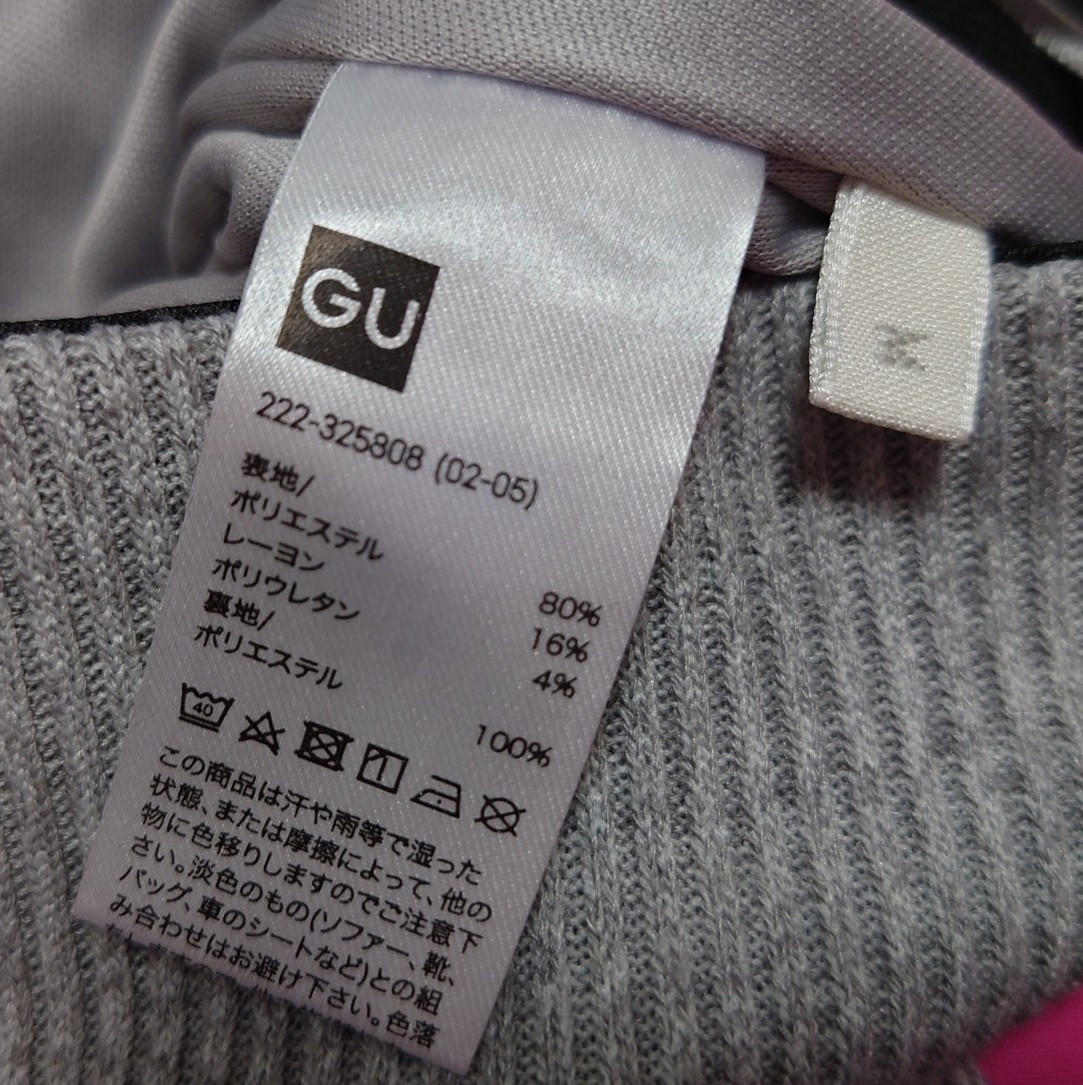 GU
222-325808 (02-05)
表地/
ポリエステル 80%
レーヨン 16%
ポリウレタン 4%
裏地/
ポリエステル 100%
40
この商品は汗や雨等で湿った
状態、または摩擦によって、他の
物に色移りしますのでご注意下
さい。淡色のもの(ソファー、靴、
バッグ、車のシートなど)との組
み合わせはお避け下さい。色落
M